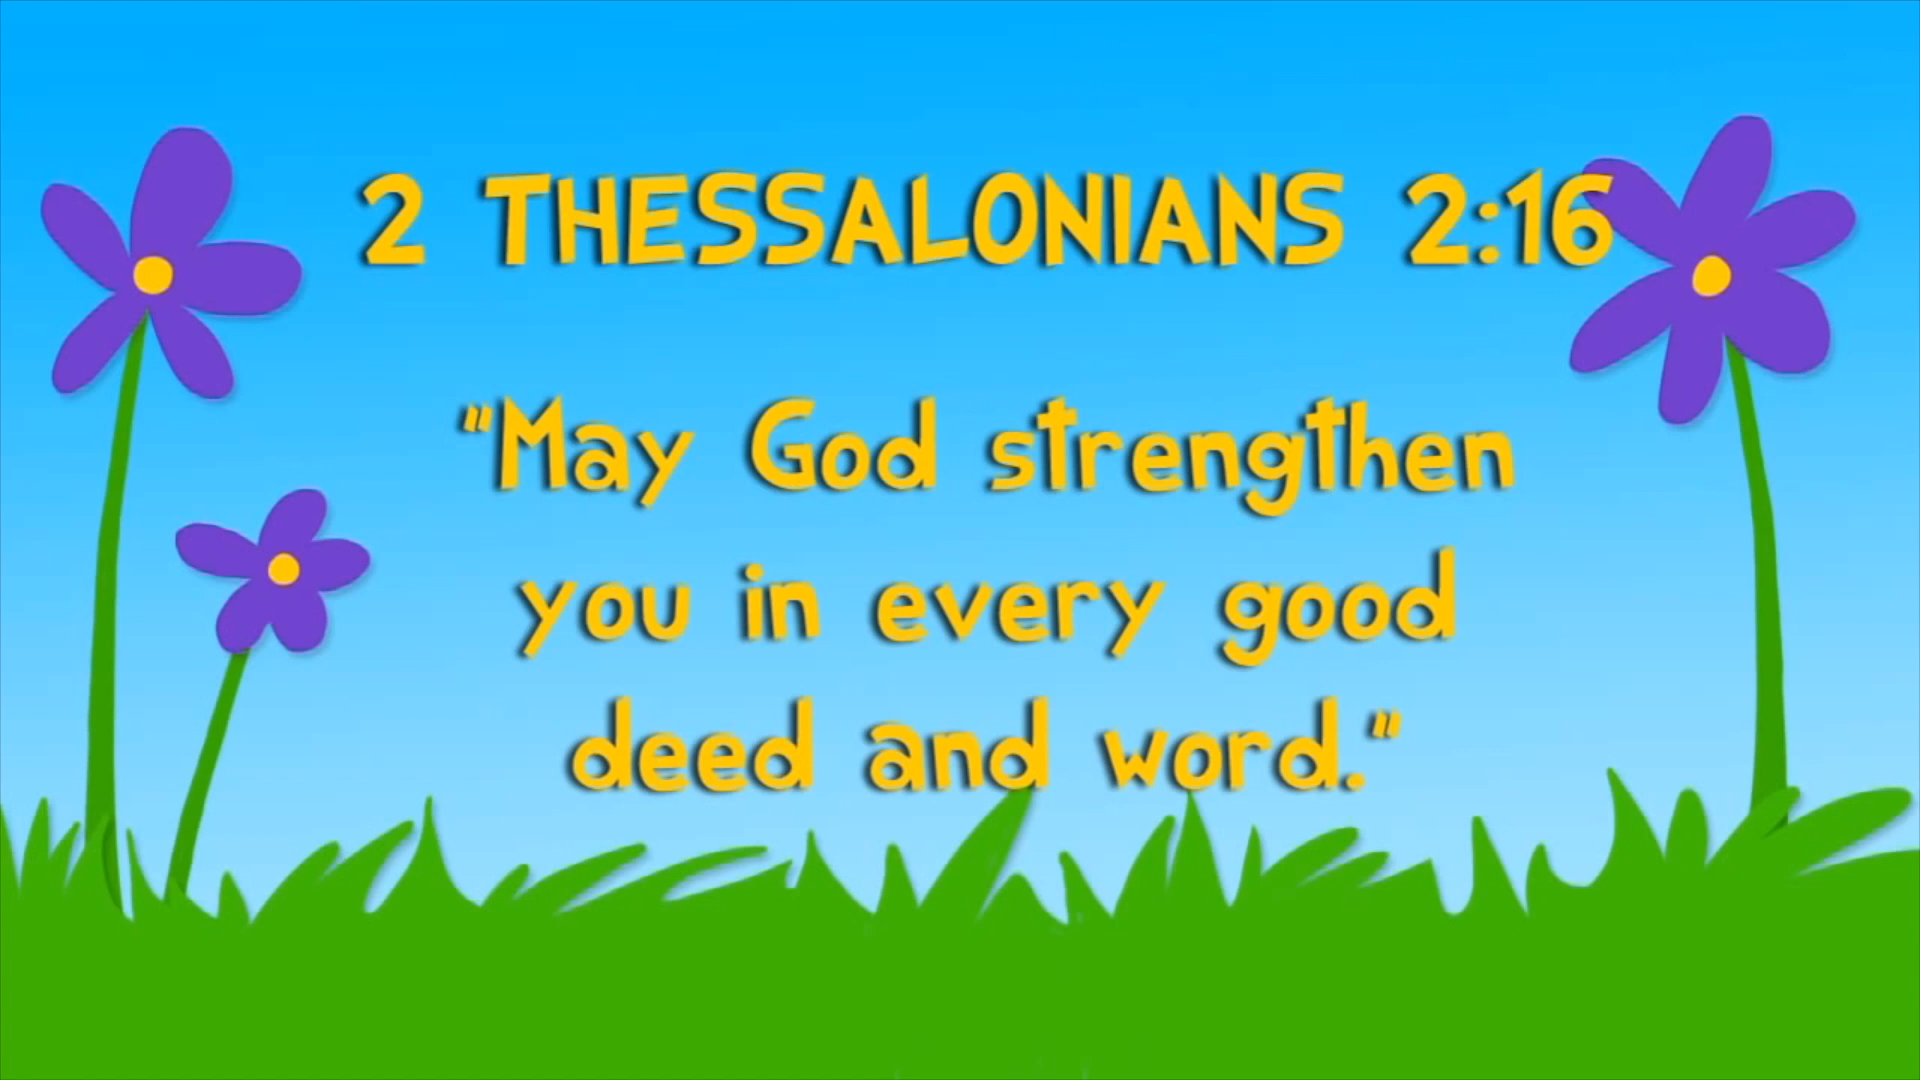 2 THESSALONIANS 2:16
"May God strengthen
you in every good
deed and word."